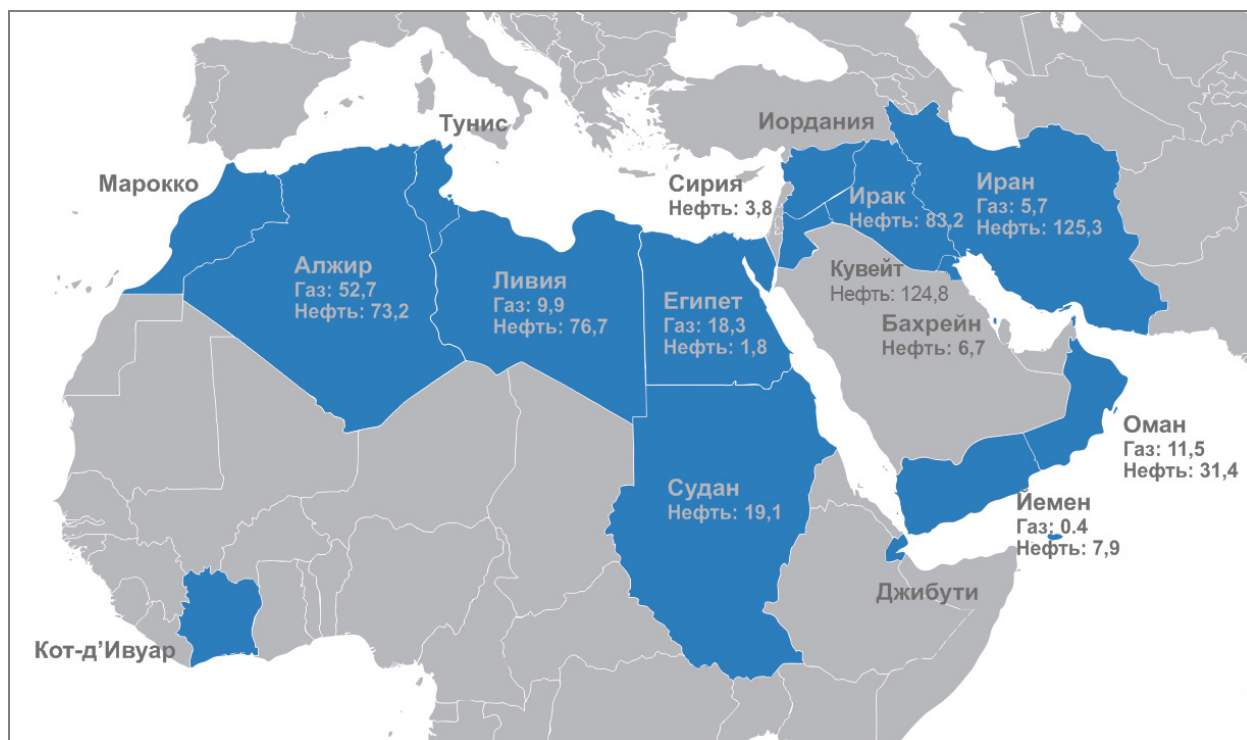 Тунис
Иордания
Марокко
Сирия
Нефть: 3,8
Ирак
Нефть: 83,2
Иран
Газ: 5,7
Нефть: 125,3
Алжир
Газ: 52,7
Нефть: 73,2
Ливия
Газ: 9,9
Нефть: 76,7
Египет
Газ: 18,3
Нефть: 1,8
Кувейт
Нефть: 124,8
Бахрейн
Нефть: 6,7
Оман
Газ: 11,5
Нефть: 31,4
Судан
Нефть: 19,1
Йемен
Газ: 0.4
Нефть: 7,9
Джибути
Кот-д’Ивуар